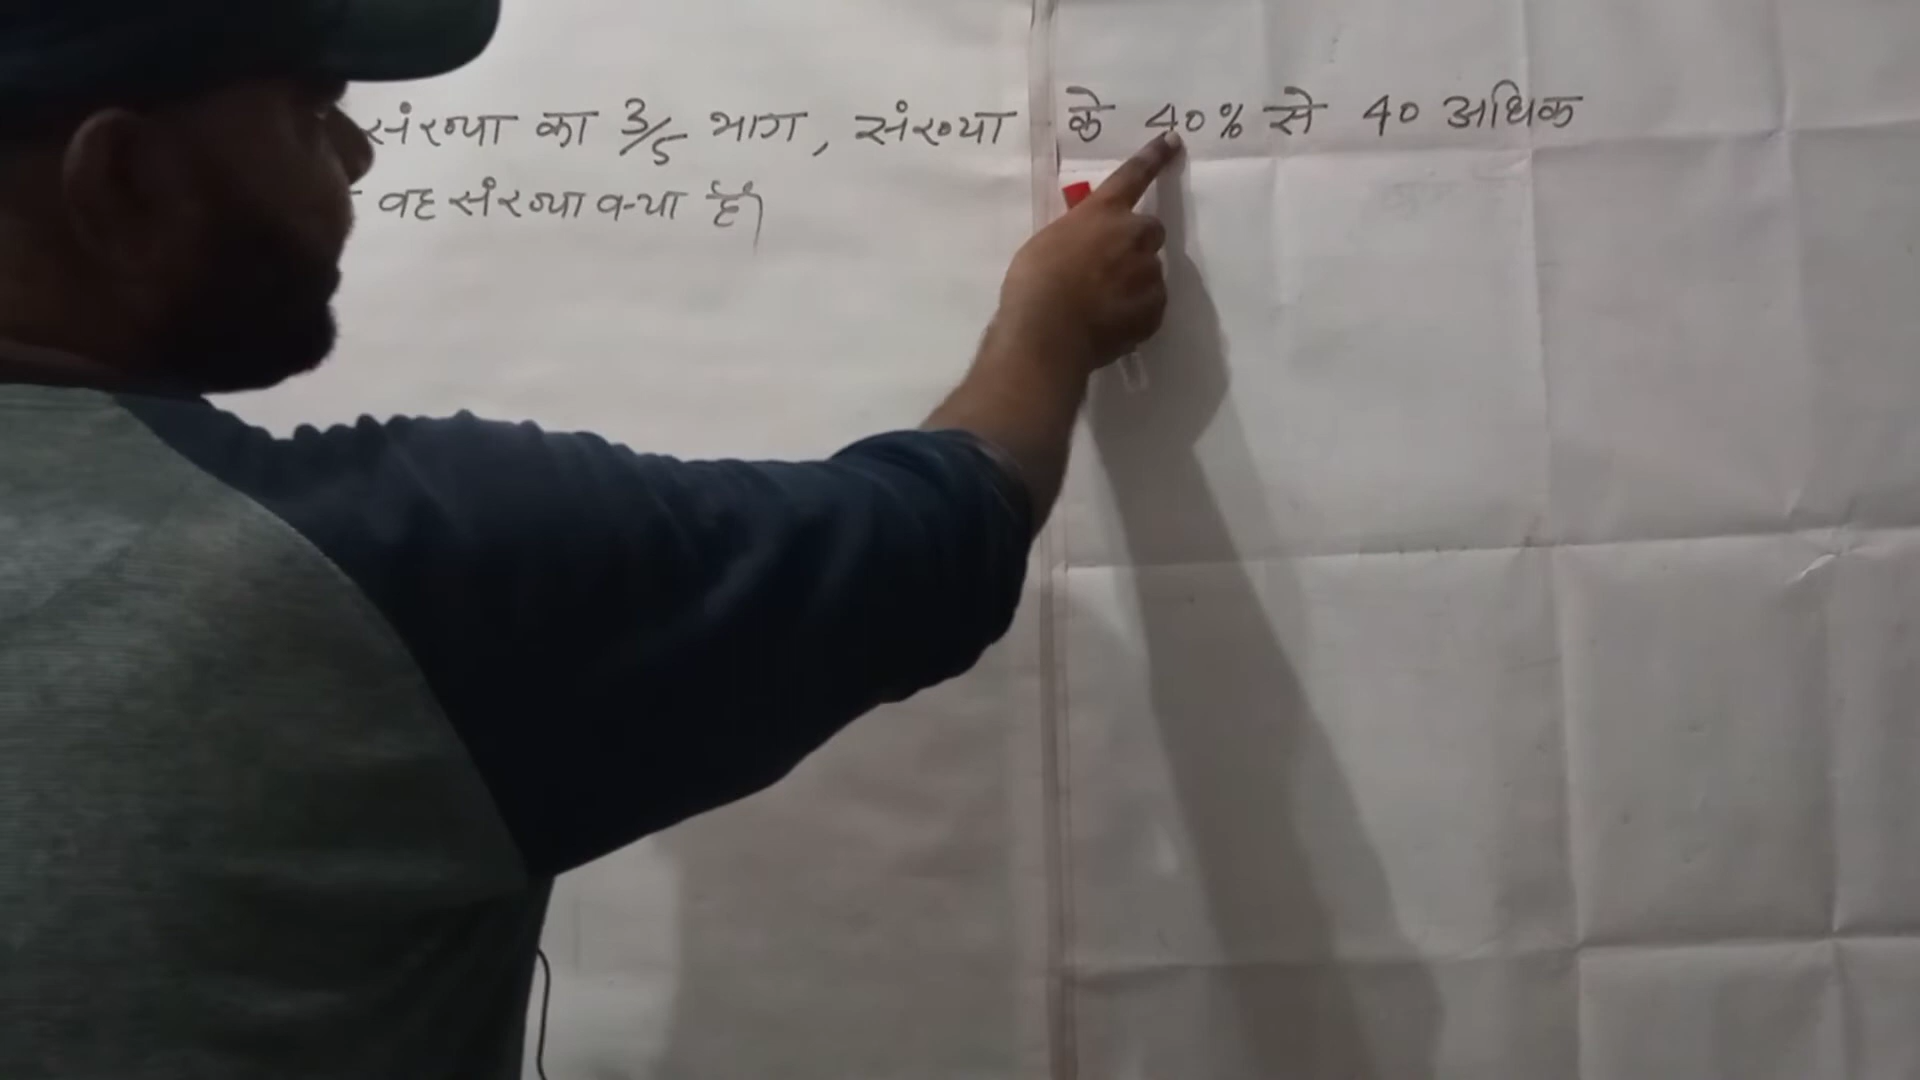 संख्या का 3/5 भाग, संख्या के 40% से 40 अधिक
वह संख्या क्या है।